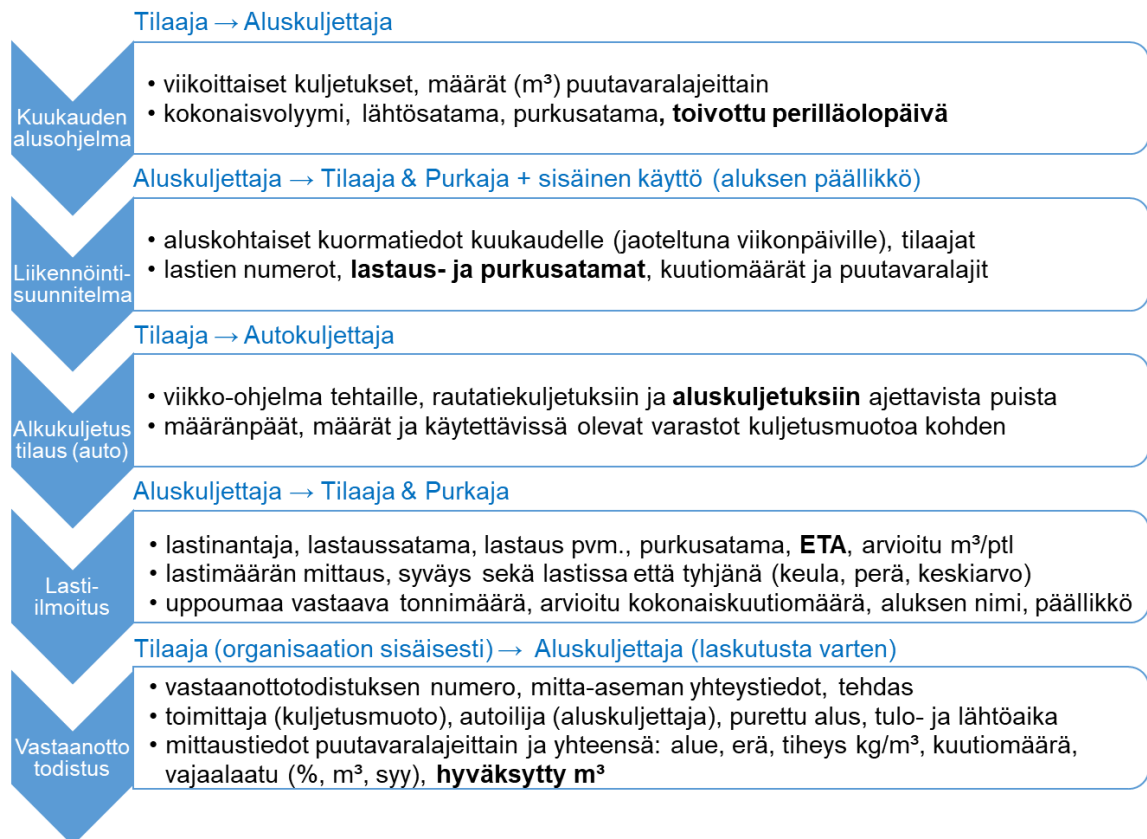 Tilaaja → Aluskuljettaja
Kuukauden
alusohjelma
• viikoittaiset kuljetukset, määrät (m³) puutavaralajeittain
• kokonaisvolyymi, lähtösatama, purkusatama, toivottu perilläolopäivä
Aluskuljettaja → Tilaaja & Purkaja + sisäinen käyttö (aluksen päällikkö)
Liikennöinti-
suunnitelma
• aluskohtaiset kuormatiedot kuukaudelle (jaoteltuna viikonpäiville), tilaajat
• lastien numerot, lastaus- ja purkusatamat, kuutiomäärät ja puutavaralajit
Tilaaja → Autokuljettaja
Alkukuljetus
tilaus (auto)
• viikko-ohjelma tehtaille, rautatiekuljetuksiin ja aluskuljetuksiin ajettavista puista
• määränpäät, määrät ja käytettävissä olevat varastot kuljetusmuotoa kohden
Aluskuljettaja → Tilaaja & Purkaja
Lasti-
ilmoitus
• lastinantaja, lastaussatama, lastaus pvm., purkusatama, ETA, arvioitu m³/ptl
• lastimäärän mittaus, syväys sekä lastissa että tyhjänä (keula, perä, keskiarvo)
• uppoumaa vastaava tonnimäärä, arvioitu kokonaiskuutiomäärä, aluksen nimi, päällikkö
Tilaaja (organisaation sisäisesti) → Aluskuljettaja (laskutusta varten)
Vastaanotto
todistus
• vastaanottotodistuksen numero, mitta-aseman yhteystiedot, tehdas
• toimittaja (kuljetusmuoto), autoilija (aluskuljettaja), purettu alus, tulo- ja lähtöaika
• mittaustiedot puutavaralajeittain ja yhteensä: alue, erä, tiheys kg/m³, kuutiomäärä,
vajaalaatu (%, m³, syy), hyväksytty m³